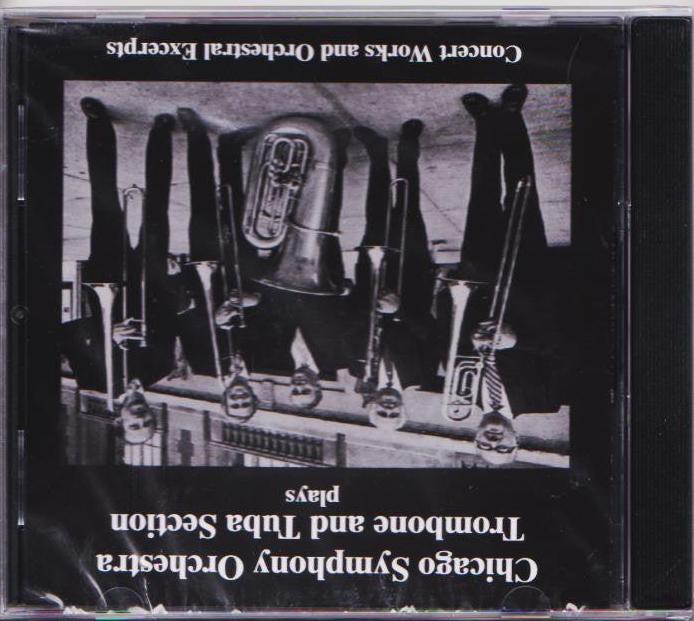 Chicago Symphony Orchestra
Trombone and Tuba Section
plays
Concert Works and Orchestral Excerpts